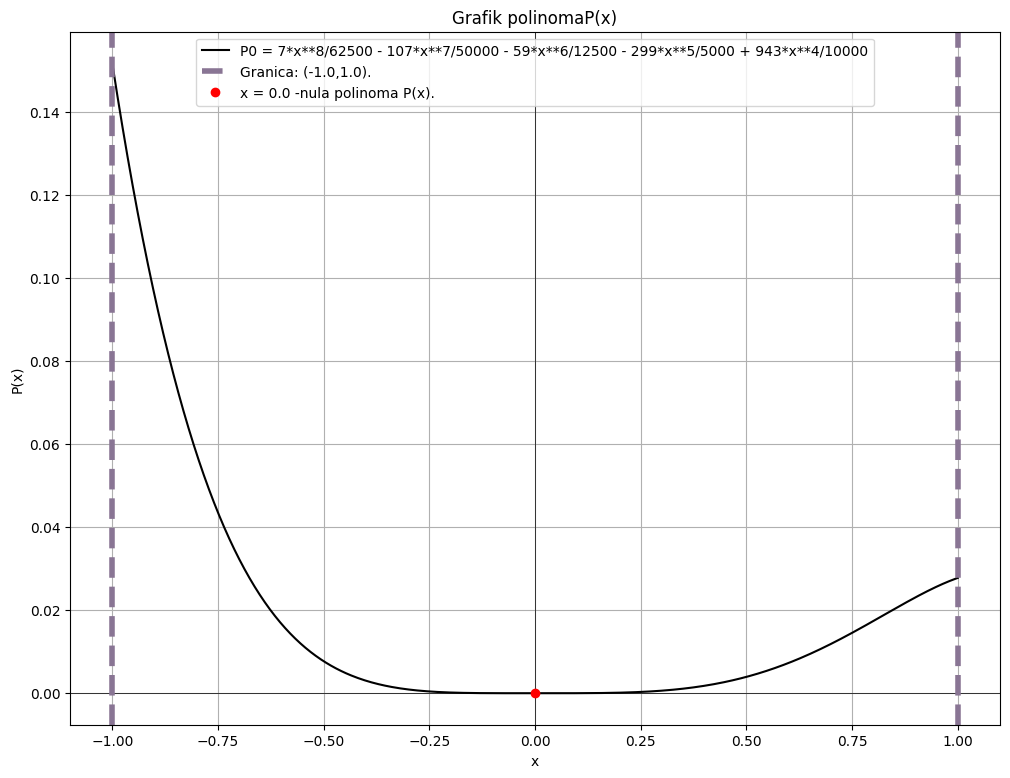 Grafik polinomaP(x)
P0 = 7*x**8/62500 - 107*x**7/50000 - 59*x**6/12500 - 299*x**5/5000 + 943*x**4/10000
Granica: (-1.0,1.0).
x = 0.0 -nula polinoma P(x).
0.14
0.12
0.10
0.08
0.06
0.04
0.02
0.00
P(x)
−1.00 −0.75 −0.50 −0.25 0.00 0.25 0.50 0.75 1.00
x